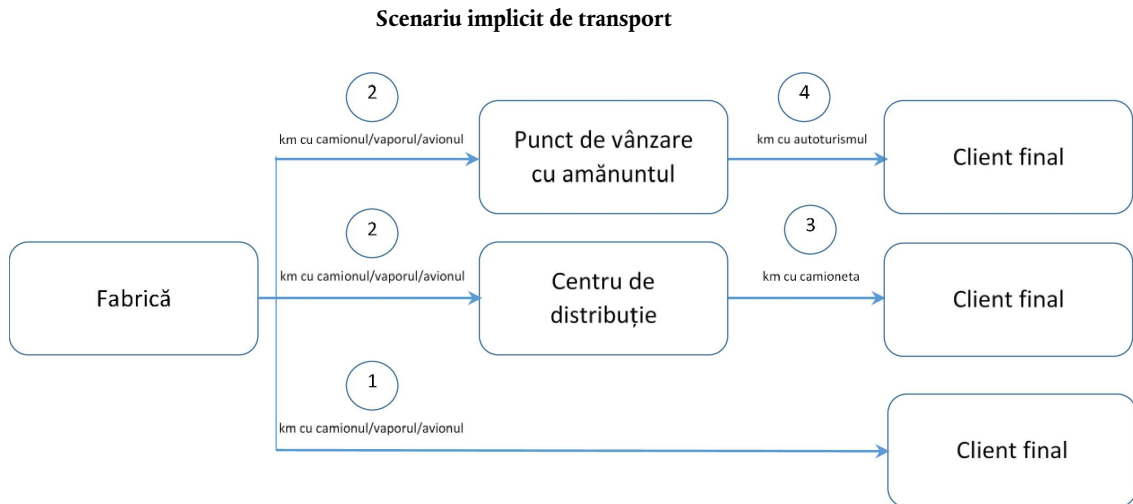 Scenariu implicit de transport
2
km cu camionul/vaporul/avionul
Punct de vânzare
cu amănuntul
4
km cu autoturismul
Client final
Fabrică
2
km cu camionul/vaporul/avionul
Centru de
distribuție
3
km cu camioneta
Client final
1
km cu camionul/vaporul/avionul
Client final